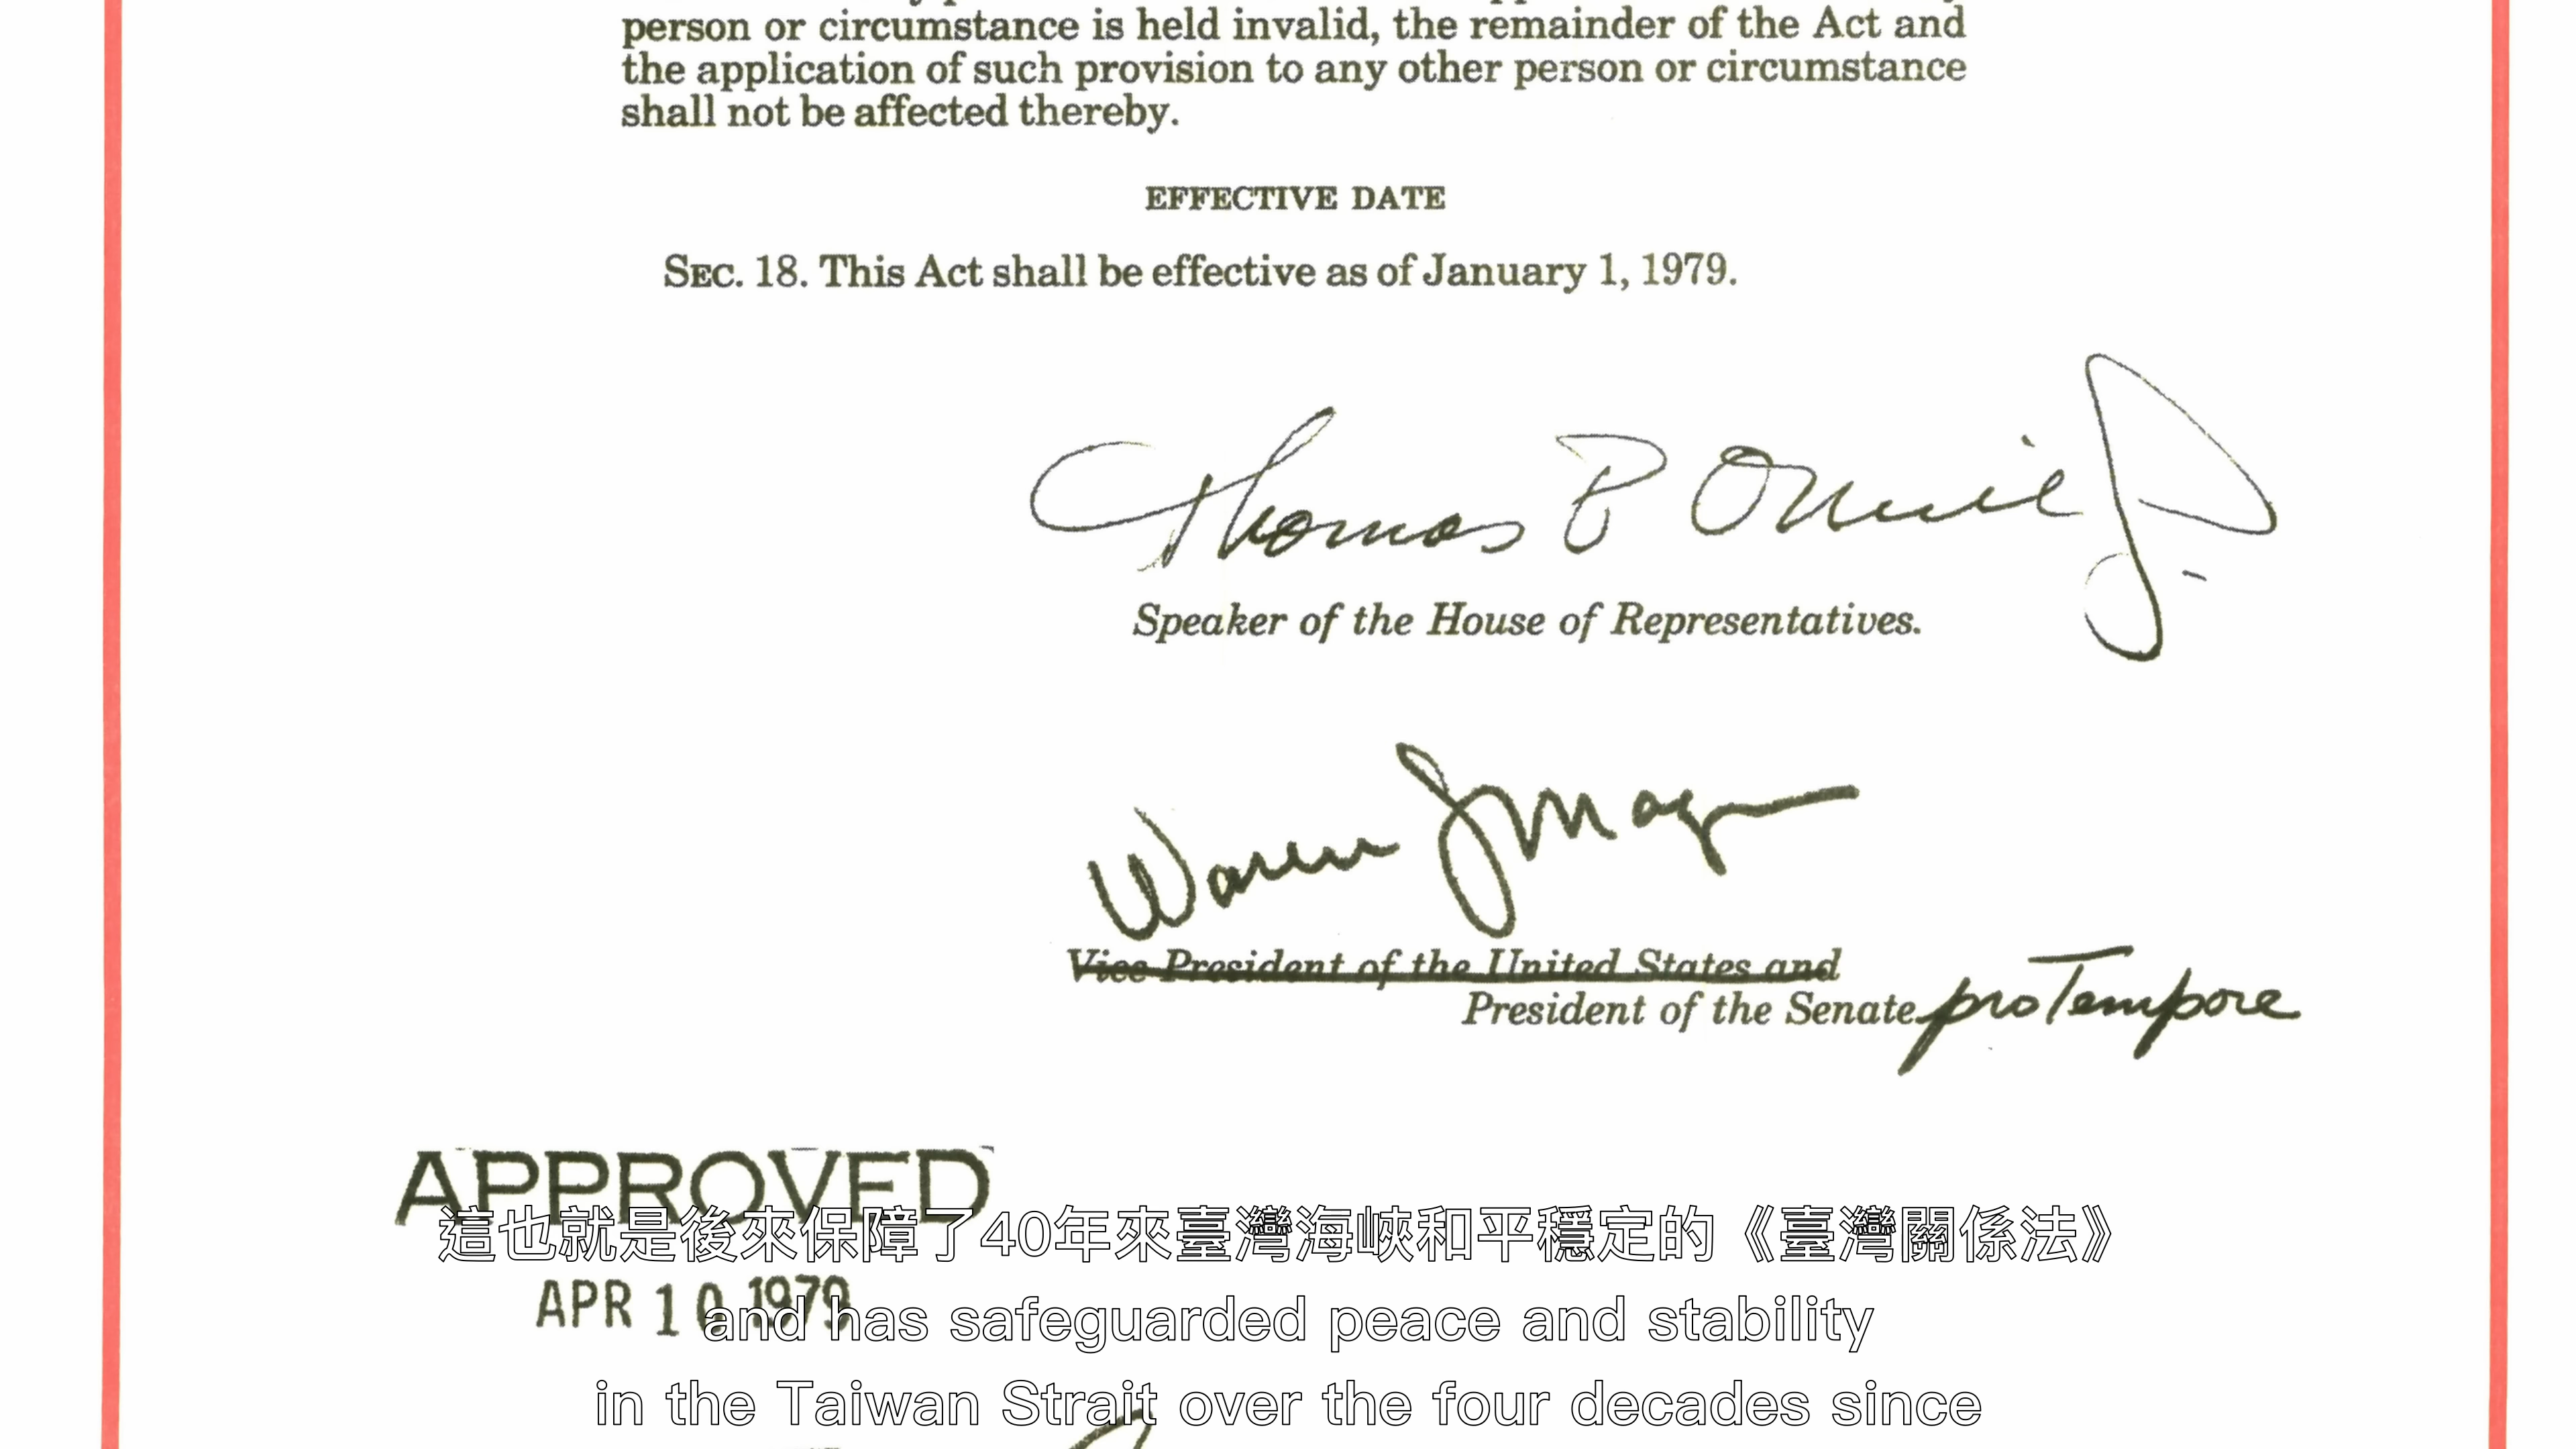 person or circumstance is held invalid, the remainder of the Act and
the application of such provision to any other person or circumstance
shall not be affected thereby.
EFFECTIVE DATE
SEC. 18. This Act shall be effective as of January 1, 1979.
Thomas P O'Neill Jr.
Speaker of the House of Representatives.
Warren G Mag
Vice President of the United States and
President of the Senate pro Tempore
APPROVED
這也就是後來保障了40年來臺灣海峽和平穩定的《臺灣關係法》
APR 10 1979
and has safeguarded peace and stability
in the Taiwan Strait over the four decades since